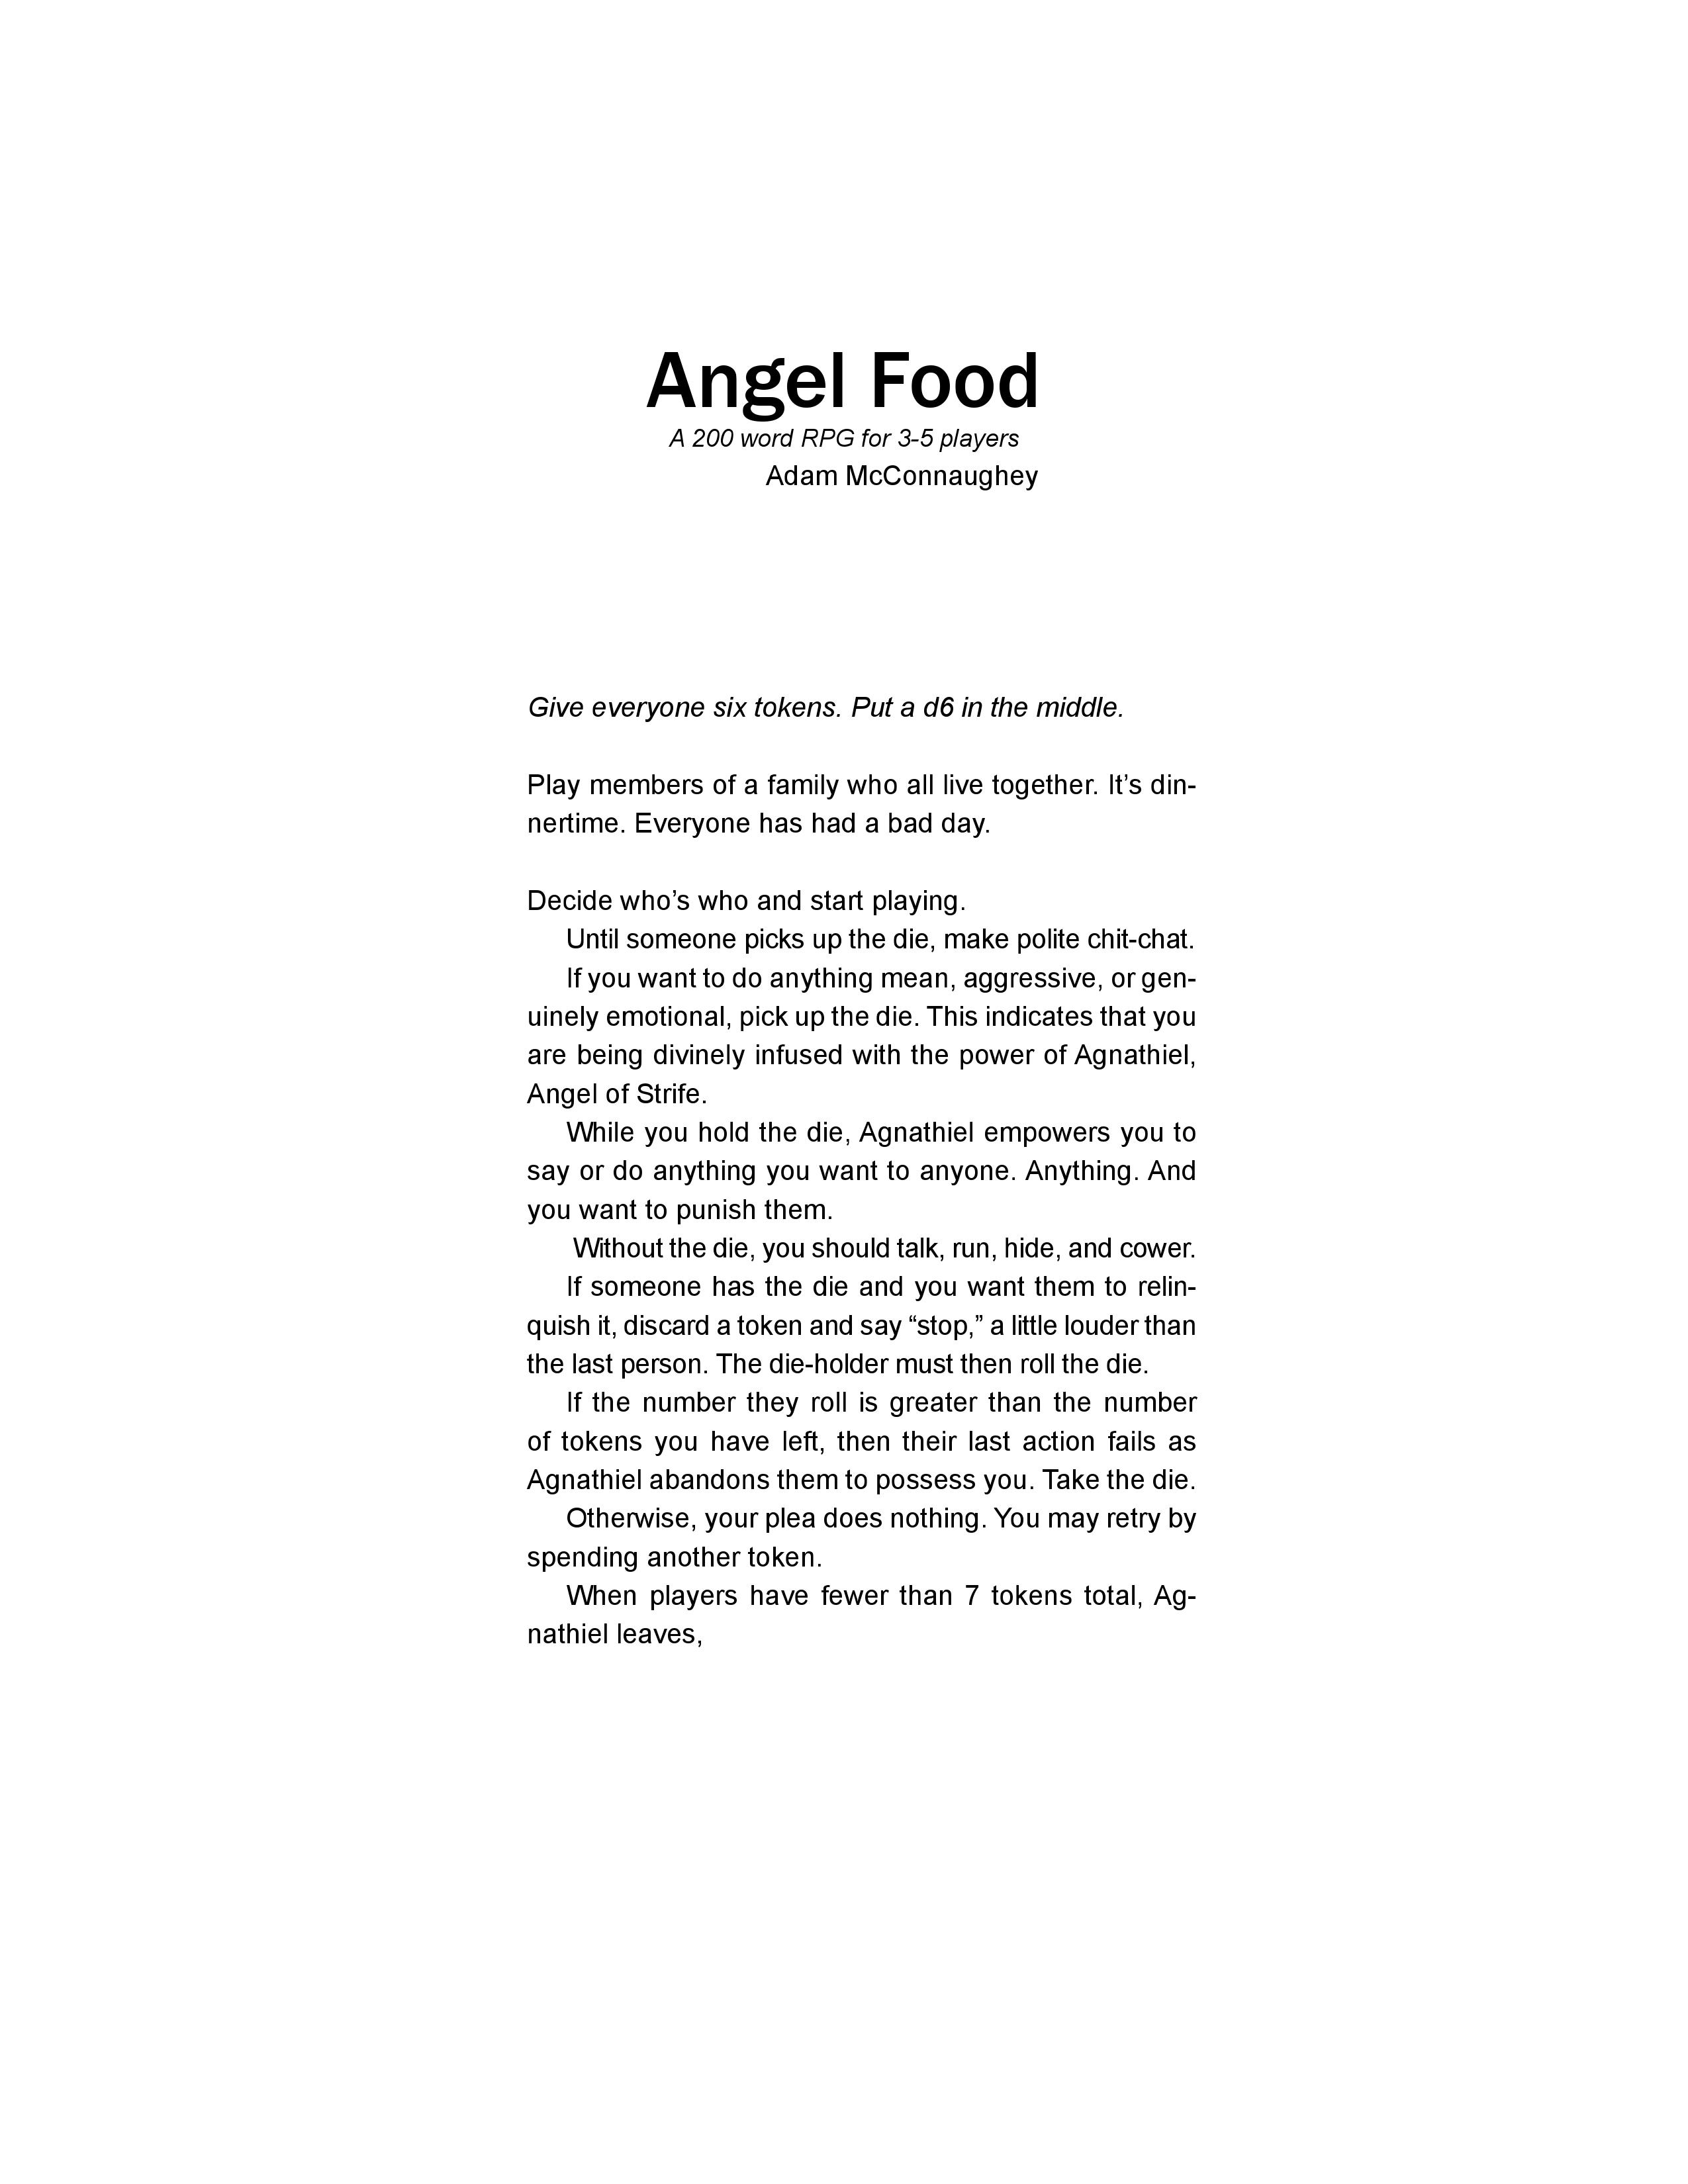 Angel Food
A 200 word RPG for 3-5 players
Adam McConnaughey
Give everyone six tokens. Put a d6 in the middle.
Play members of a family who all live together. It’s din-
nertime. Everyone has had a bad day.
Decide who’s who and start playing.
Until someone picks up the die, make polite chit-chat.
If you want to do anything mean, aggressive, or gen-
uinely emotional, pick up the die. This indicates that you
are being divinely infused with the power of Agnathiel,
Angel of Strife.
While you hold the die, Agnathiel empowers you to
say or do anything you want to anyone. Anything. And
you want to punish them.
Without the die, you should talk, run, hide, and cower.
If someone has the die and you want them to relin-
quish it, discard a token and say “stop,” a little louder than
the last person. The die-holder must then roll the die.
If the number they roll is greater than the number
of tokens you have left, then their last action fails as
Agnathiel abandons them to possess you. Take the die.
Otherwise, your plea does nothing. You may retry by
spending another token.
When players have fewer than 7 tokens total, Ag-
nathiel leaves,